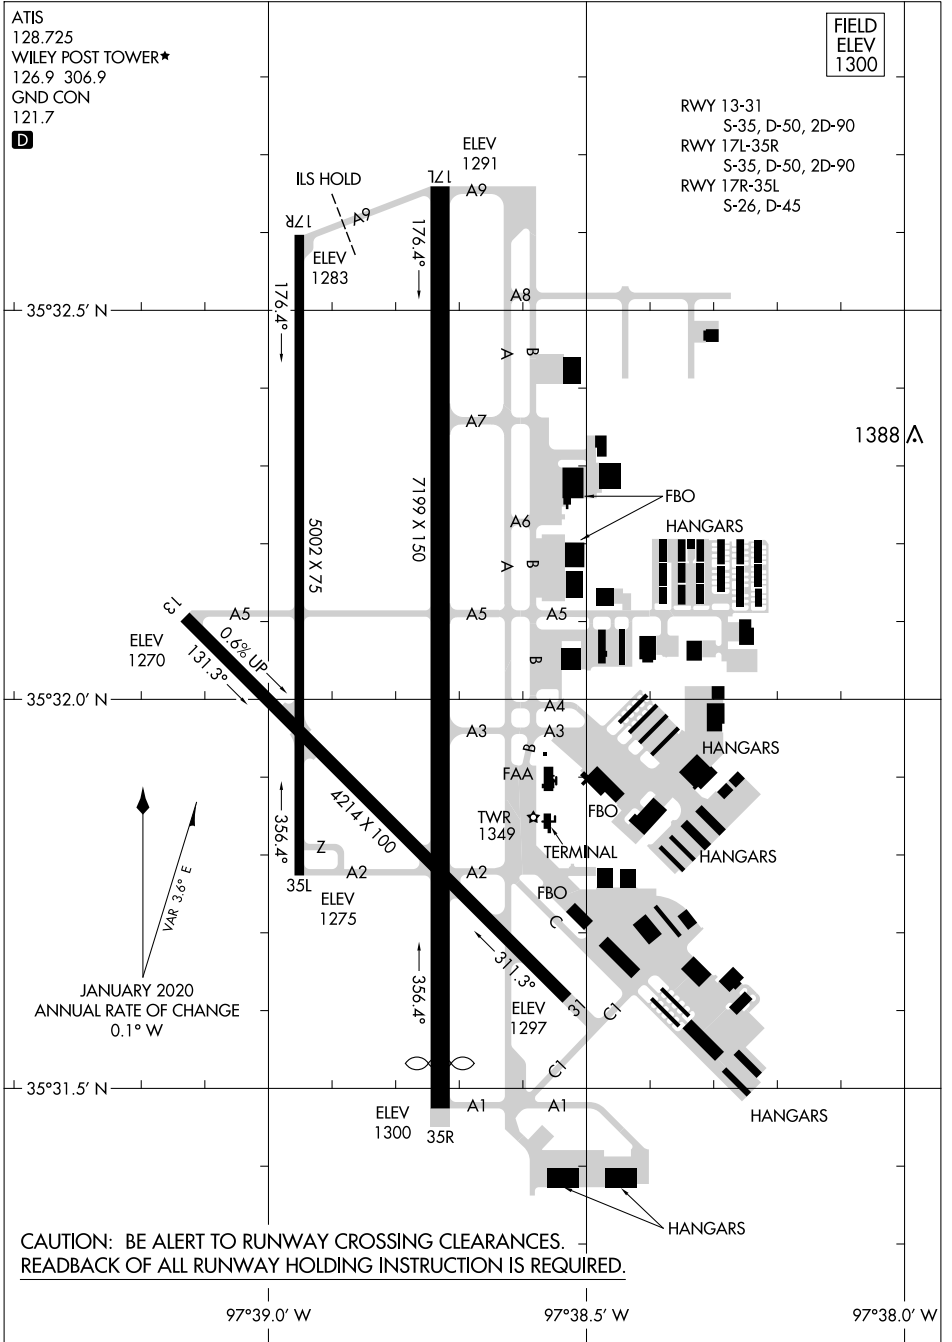 ATIS
128.725
WILEY POST TOWER★
126.9 306.9
GND CON
121.7
D
FIELD
ELEV
1300
RWY 13-31
S-35, D-50, 2D-90
RWY 17L-35R
S-35, D-50, 2D-90
RWY 17R-35L
S-26, D-45
ELEV
1291
ILS HOLD
17L
A9
A9
17R
ELEV
1283
176.4°
176.4°
A8
35°32.5' N
A
B
A7
1388
7199 X 150
5002 X 75
FBO
A6
HANGARS
A
B
13
A5
A5
A5
ELEV
1270
0.6% UP
131.3°
B
35°32.0' N
A4
A3
A3
B
HANGARS
FAA
FBO
4214 X 100
TWR
1349
356.4°
Z
TERMINAL
HANGARS
A2
A2
35L
ELEV
1275
FBO
C
VAR 3.6° E
311.3°
356.4°
JANUARY 2020
ANNUAL RATE OF CHANGE
0.1° W
31
ELEV
1297
C1
C1
35°31.5' N
A1
A1
ELEV
1300
35R
HANGARS
HANGARS
CAUTION: BE ALERT TO RUNWAY CROSSING CLEARANCES.
READBACK OF ALL RUNWAY HOLDING INSTRUCTION IS REQUIRED.
97°39.0' W
97°38.5' W
97°38.0' W